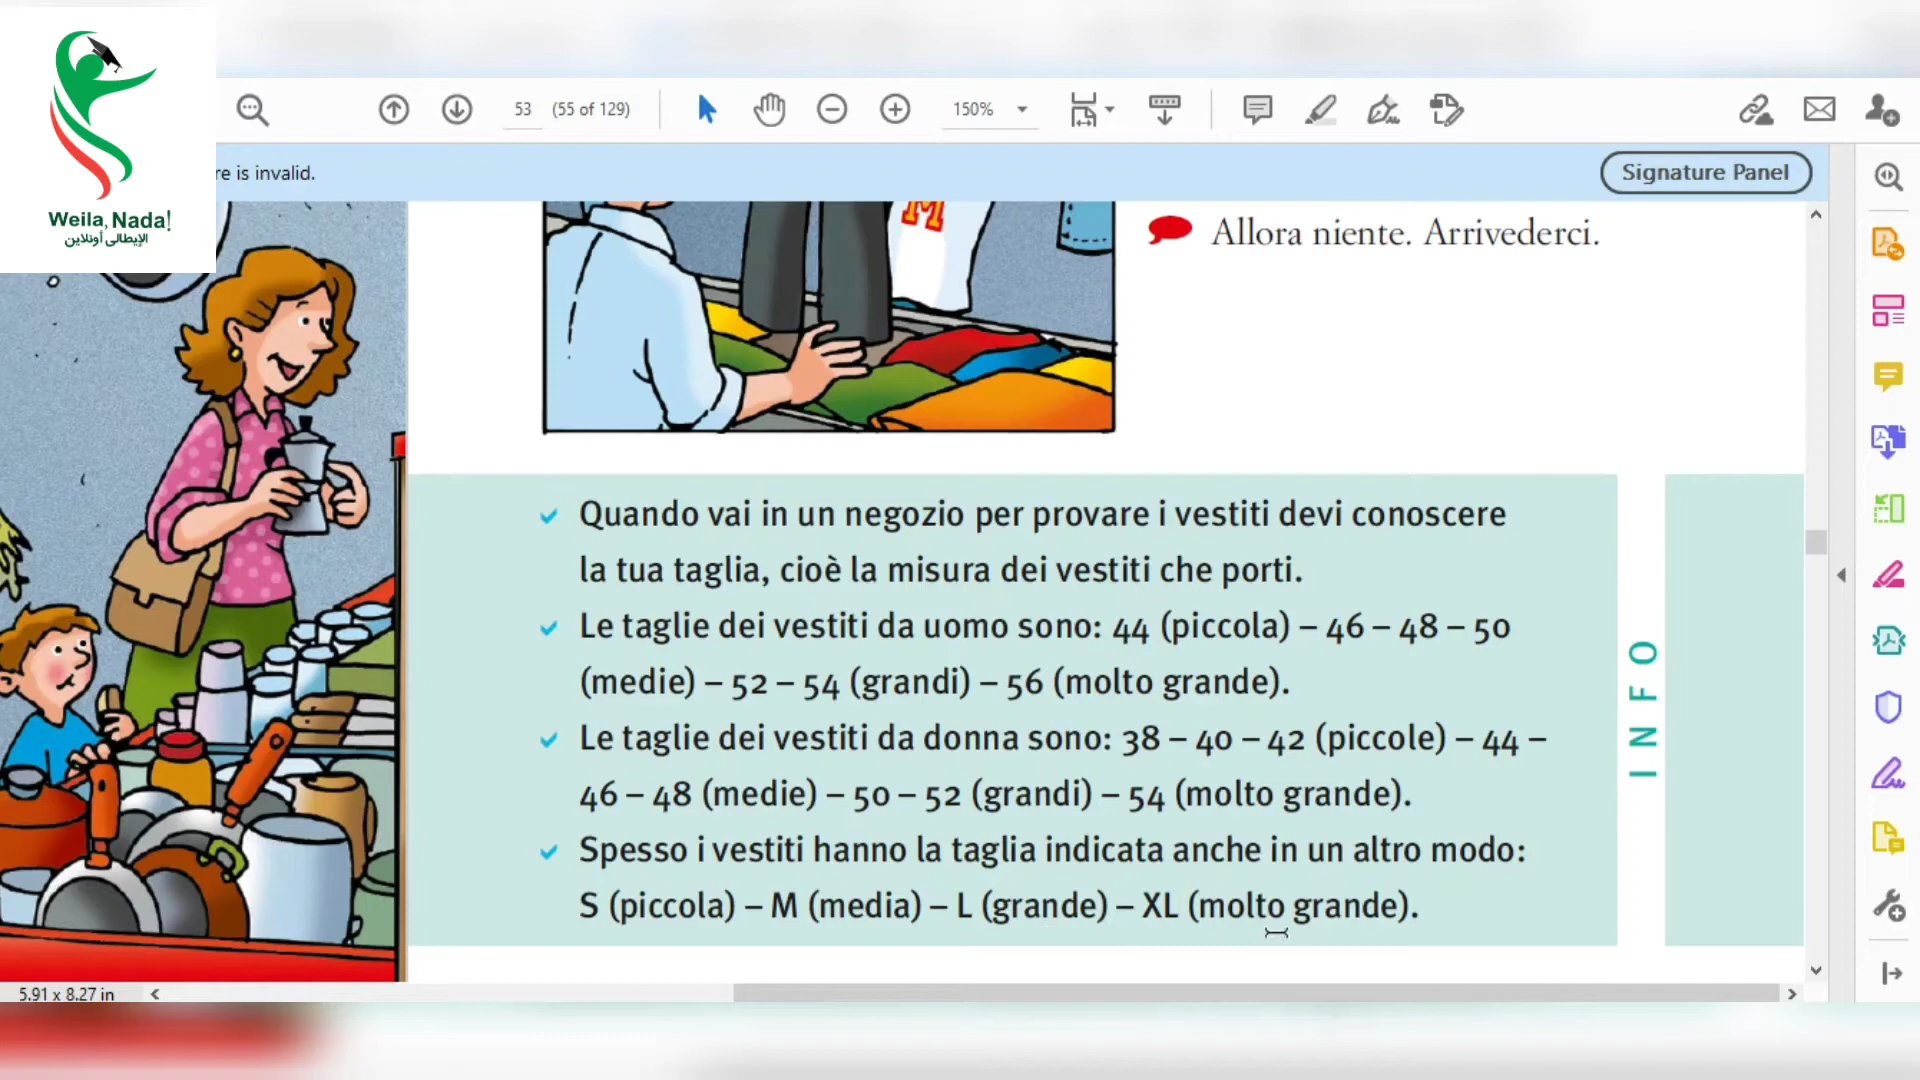 Weila, Nada!
الإيطالى أونلاين
53 (55 of 129)
150%
re is invalid.
Signature Panel
M
Allora niente. Arrivederci.
Quando vai in un negozio per provare i vestiti devi conoscere
la tua taglia, cioè la misura dei vestiti che porti.
Le taglie dei vestiti da uomo sono: 44 (piccola) – 46 – 48 – 50
(medie) – 52 – 54 (grandi) – 56 (molto grande).
Le taglie dei vestiti da donna sono: 38 – 40 – 42 (piccole) – 44 –
46 – 48 (medie) – 50 – 52 (grandi) – 54 (molto grande).
Spesso i vestiti hanno la taglia indicata anche in un altro modo:
S (piccola) – M (media) – L (grande) – XL (molto grande).
INFO
5.91 x 8.27 in